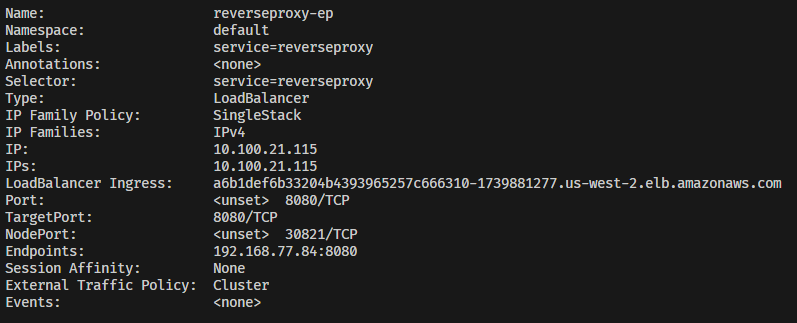 Name: reverseproxy-ep
Namespace: default
Labels: service=reverseproxy
Annotations: <none>
Selector: service=reverseproxy
Type: LoadBalancer
IP Family Policy: SingleStack
IP Families: IPv4
IP: 10.100.21.115
IPs: 10.100.21.115
LoadBalancer Ingress: a6b1def6b33204b4393965257c666310-1739881277.us-west-2.elb.amazonaws.com
Port: <unset> 8080/TCP
TargetPort: 8080/TCP
NodePort: <unset> 30821/TCP
Endpoints: 192.168.77.84:8080
Session Affinity: None
External Traffic Policy: Cluster
Events: <none>